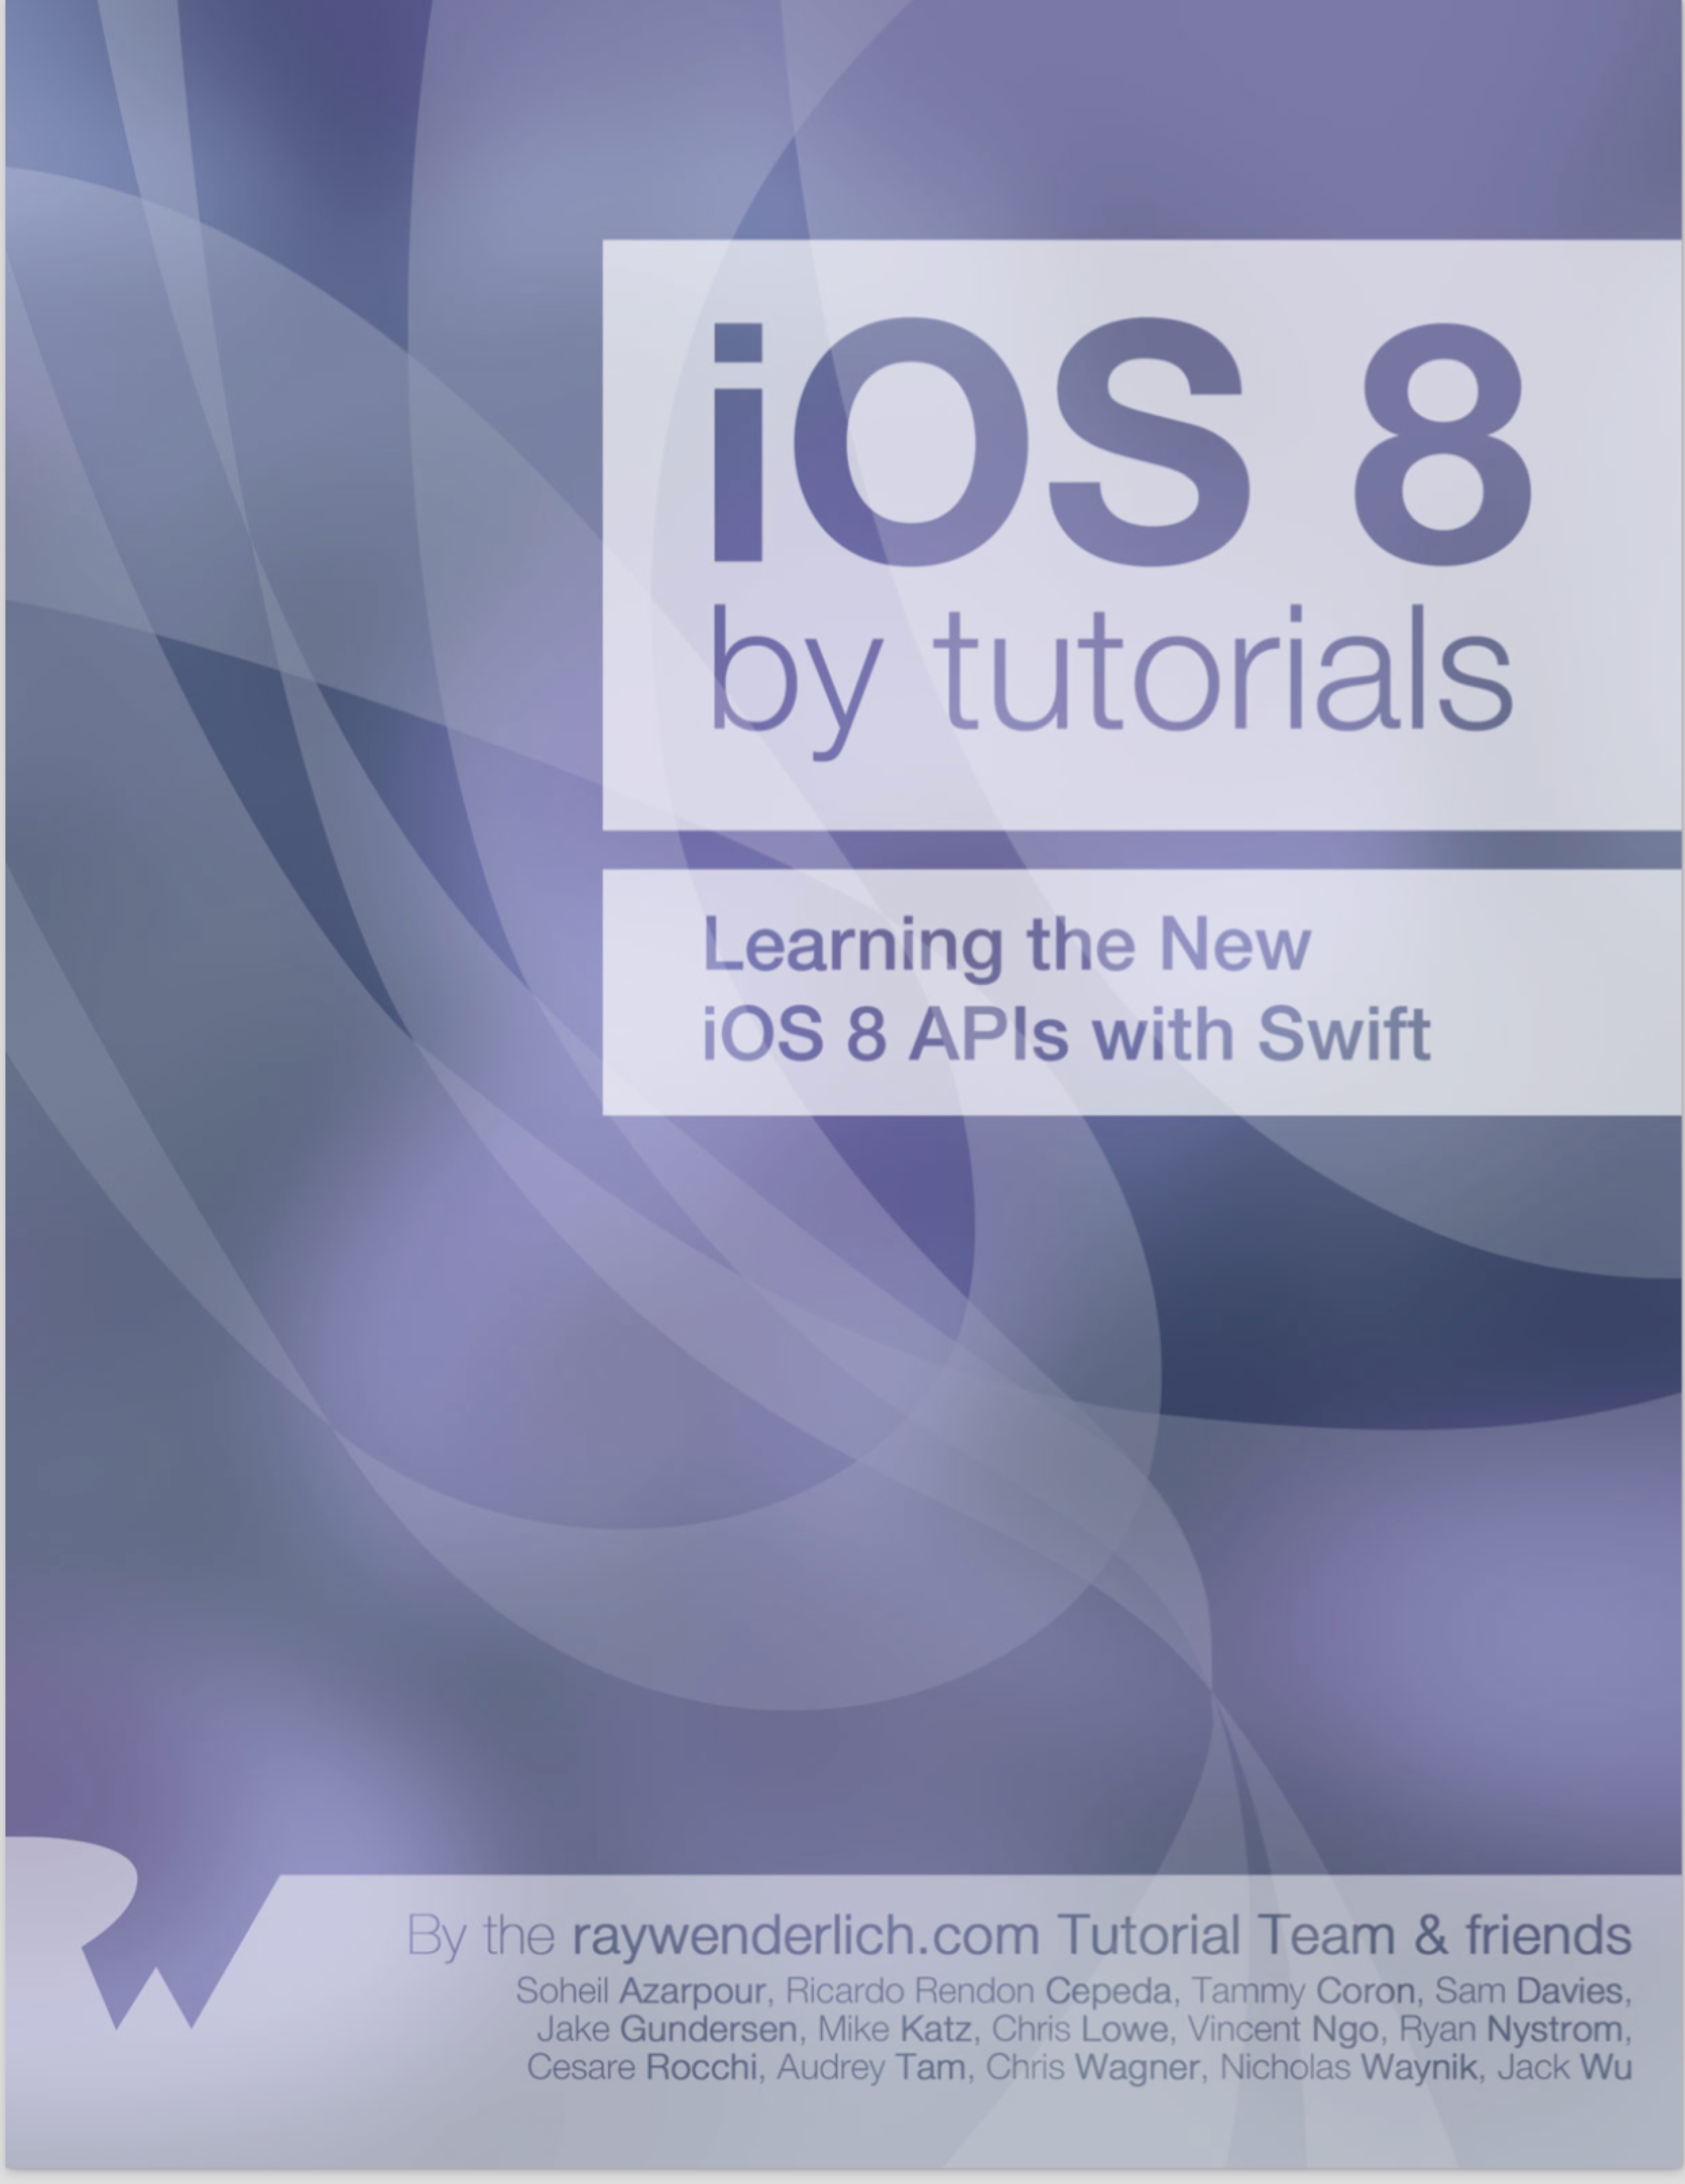 iOS 8
by tutorials
Learning the New
iOS 8 APIs with Swift
By the raywenderlich.com Tutorial Team & friends
Soheil Azarpour, Ricardo Rendon Cepeda, Tammy Coron, Sam Davies,
Jake Gundersen, Mike Katz, Chris Lowe, Vincent Ngo, Ryan Nystrom,
Cesare Rocchi, Audrey Tam, Chris Wagner, Nicholas Waynik, Jack Wu